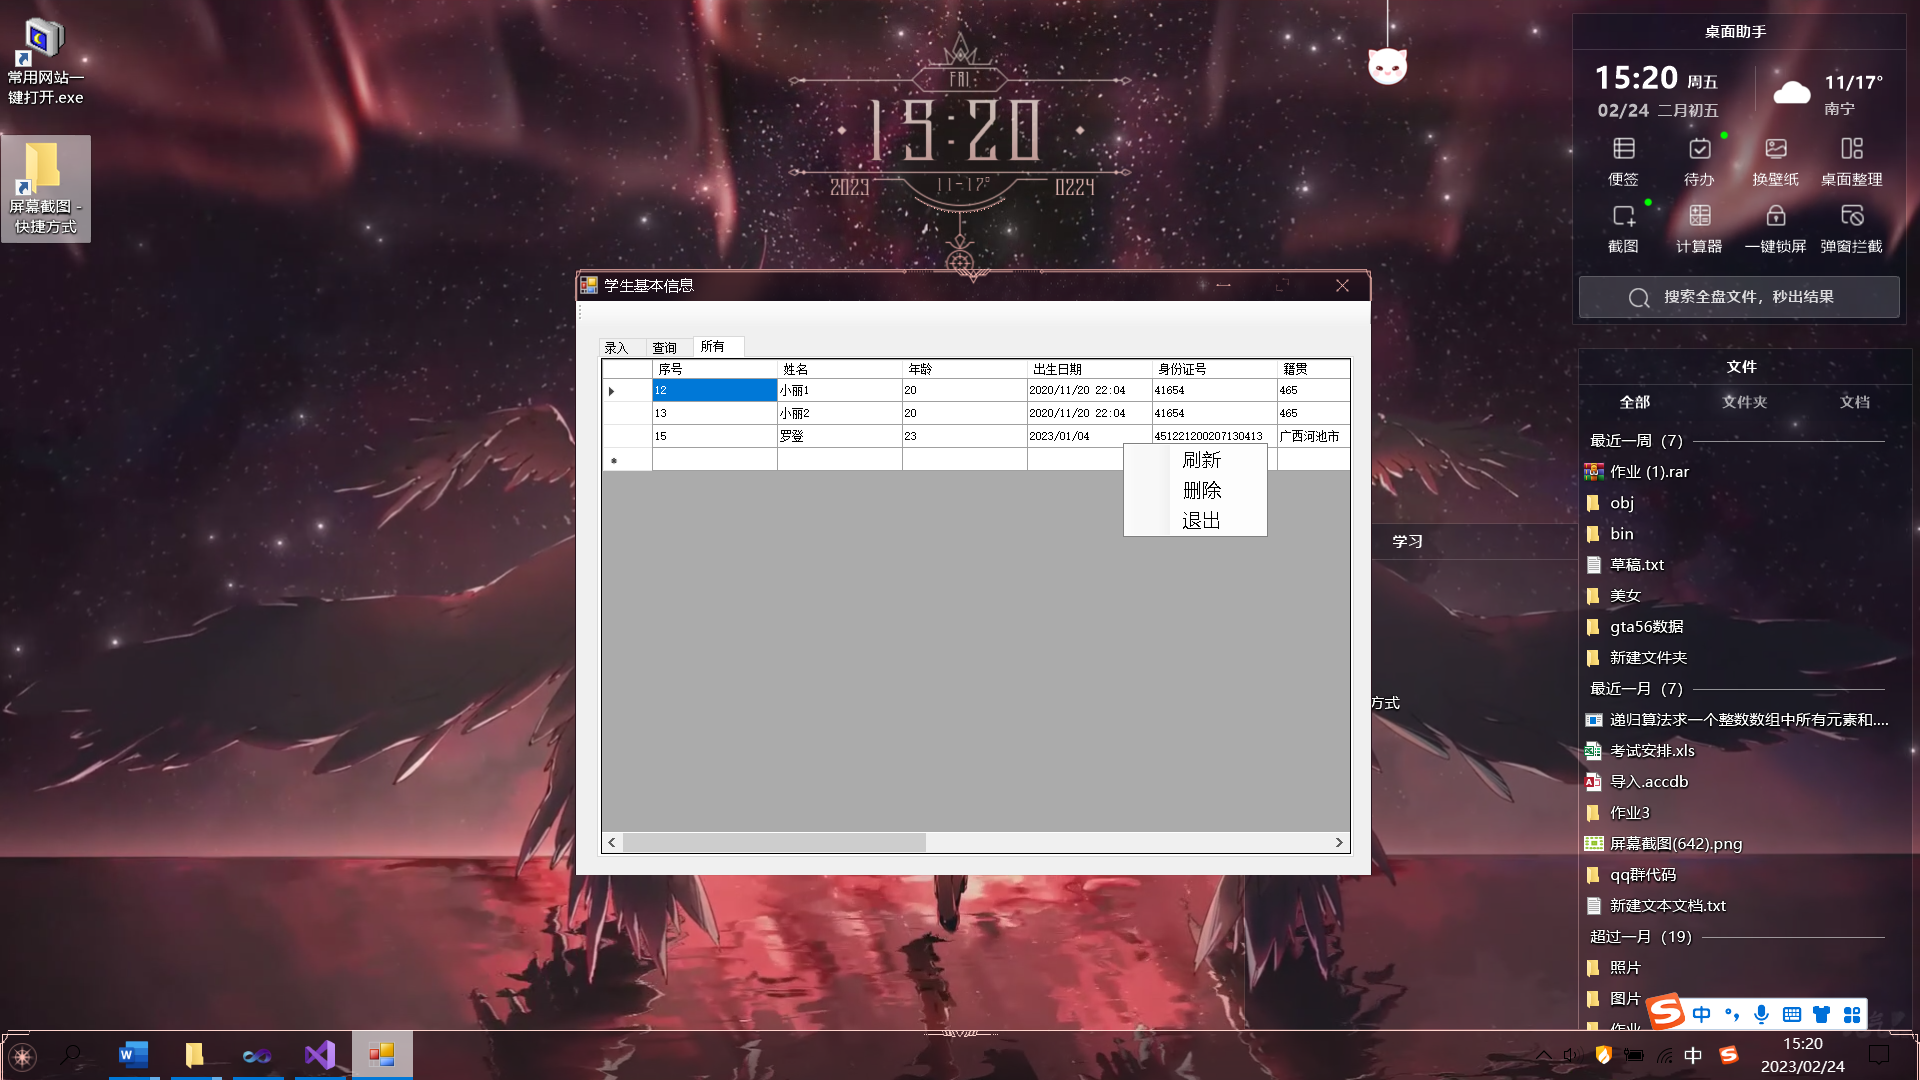 常用网站一
键打开.exe
屏幕截图 -
快捷方式
FRI.
15:20
2023
11-17°
0224
桌面助手
15:20 周五
02/24 二月初五
11/17°
南宁
便签
待办
换壁纸
桌面整理
截图
计算器
一键锁屏
弹窗拦截
搜索全盘文件，秒出结果
学生基本信息
录入
查询
所有
序号 姓名 年龄 出生日期 身份证号 籍贯
12 小丽1 20 2020/11/20 22:04 41654 465
13 小丽2 20 2020/11/20 22:04 41654 465
15 罗登 23 2023/01/04 451221200207130413 广西河池市
刷新
删除
退出
学习
方式
文件
全部 文件夹 文档
最近一周（7）
作业 (1).rar
obj
bin
草稿.txt
美女
gta56数据
新建文件夹
最近一月（7）
递归算法求一个整数数组中所有元素和....
考试安排.xls
导入.accdb
作业3
屏幕截图(642).png
qq群代码
新建文本文档.txt
超过一月（19）
照片
图片
作业
中
中
15:20
2023/02/24